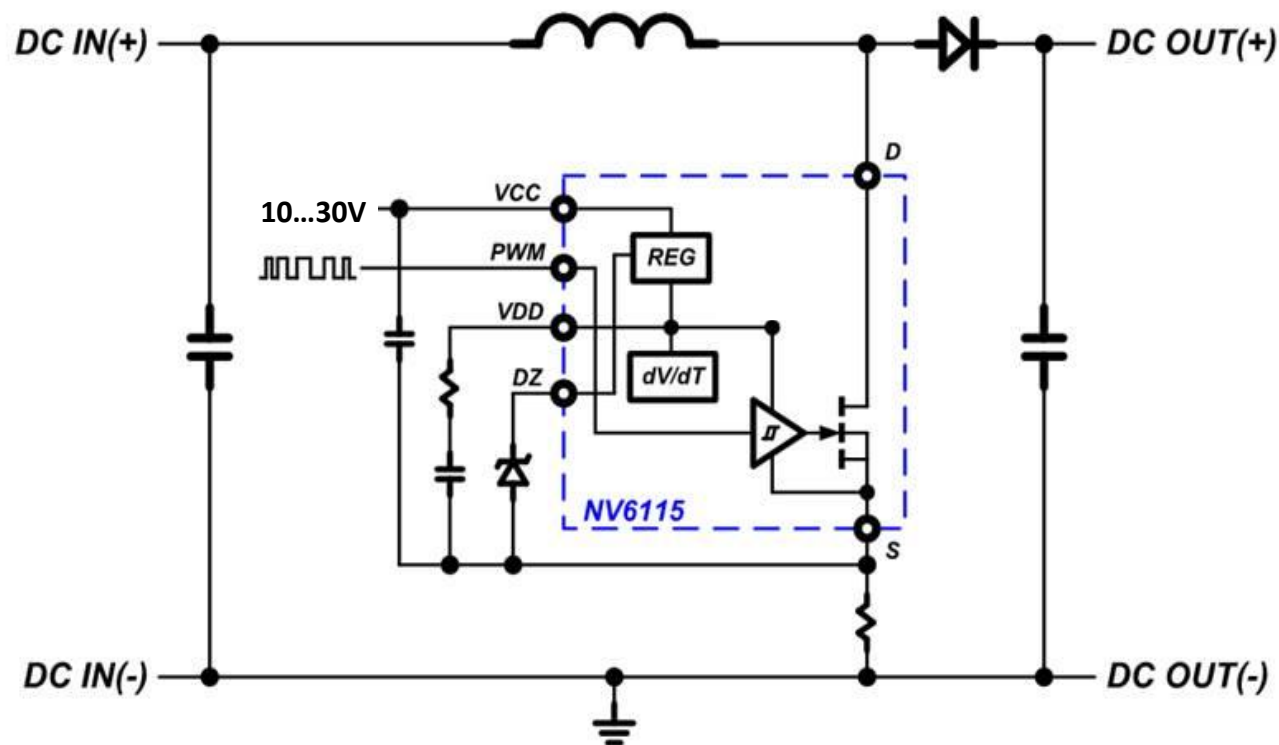 DC IN(+)
DC OUT(+)
D
VCC
10...30V
REG
PWM
VDD
dV/dT
DZ
NV6115
S
DC IN(-)
DC OUT(-)